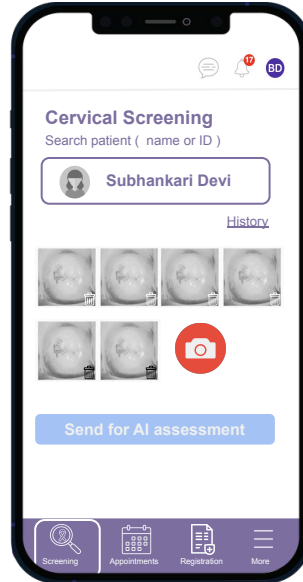 17
BD
Cervical Screening
Search patient ( name or ID )
Subhankari Devi
History
Send for AI assessment
Screening Appointments Registration More